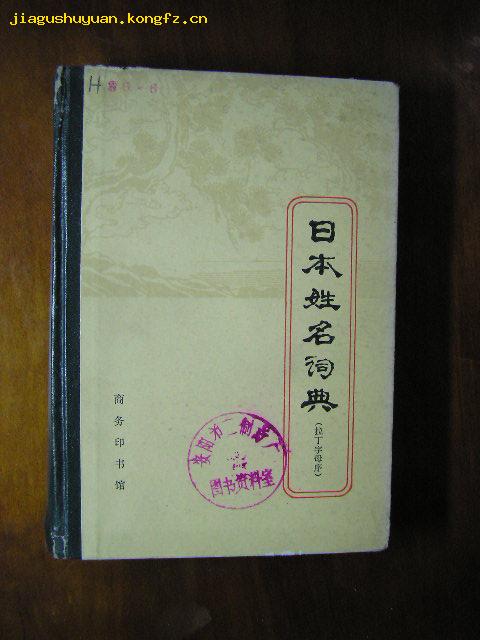 jiagushuyuan.kongfz.cn
H
日本姓名词典
(拉丁字母序)
商务印书馆
图书资料室